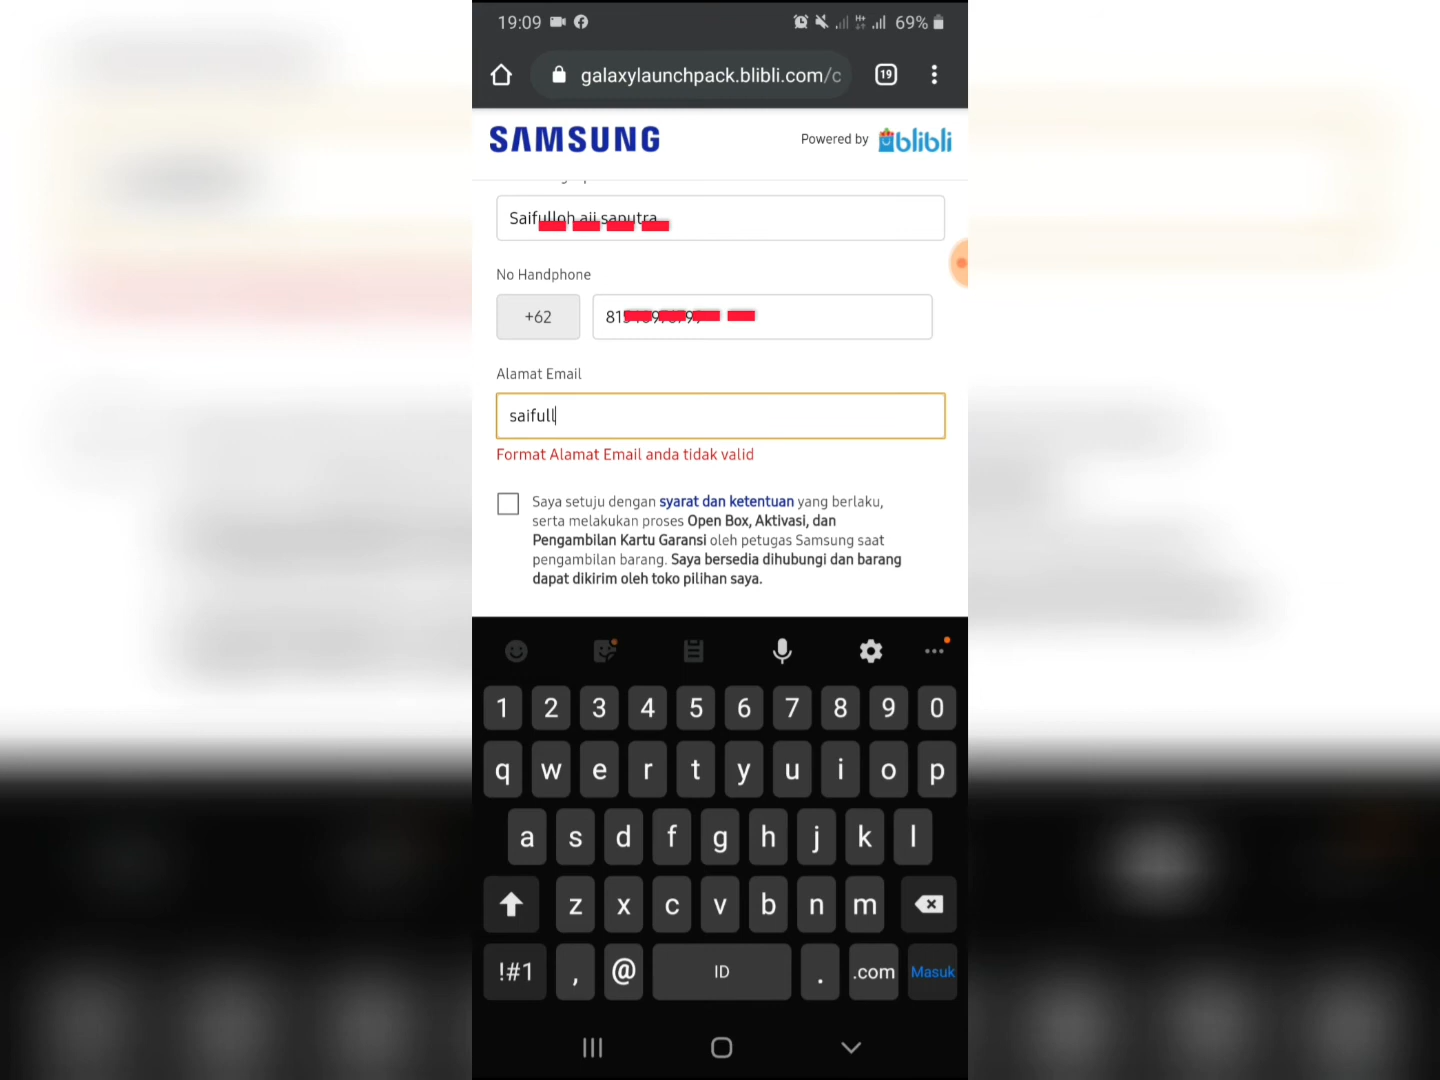 19:09
H+
69%
galaxylaunchpack.blibli.com/c
19
SAMSUNG
Powered by blibli
Saifulloh aji saputra
No Handphone
+62
Alamat Email
saifull
Format Alamat Email anda tidak valid
Saya setuju dengan syarat dan ketentuan yang berlaku,
serta melakukan proses Open Box, Aktivasi, dan
Pengambilan Kartu Garansi oleh petugas Samsung saat
pengambilan barang. Saya bersedia dihubungi dan barang
dapat dikirim oleh toko pilihan saya.
1 2 3 4 5 6 7 8 9 0
q w e r t y u i o p
a s d f g h j k l
z x c v b n m
!#1 , @ ID . .com Masuk